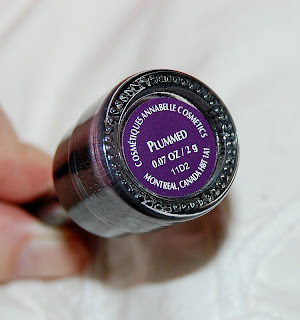 COSMÉTIQUES ANNABELLE COSMETICS
PLUMMED
0.07 OZ / 2 g
11D2
MONTREAL, CANADA H8T 1A1